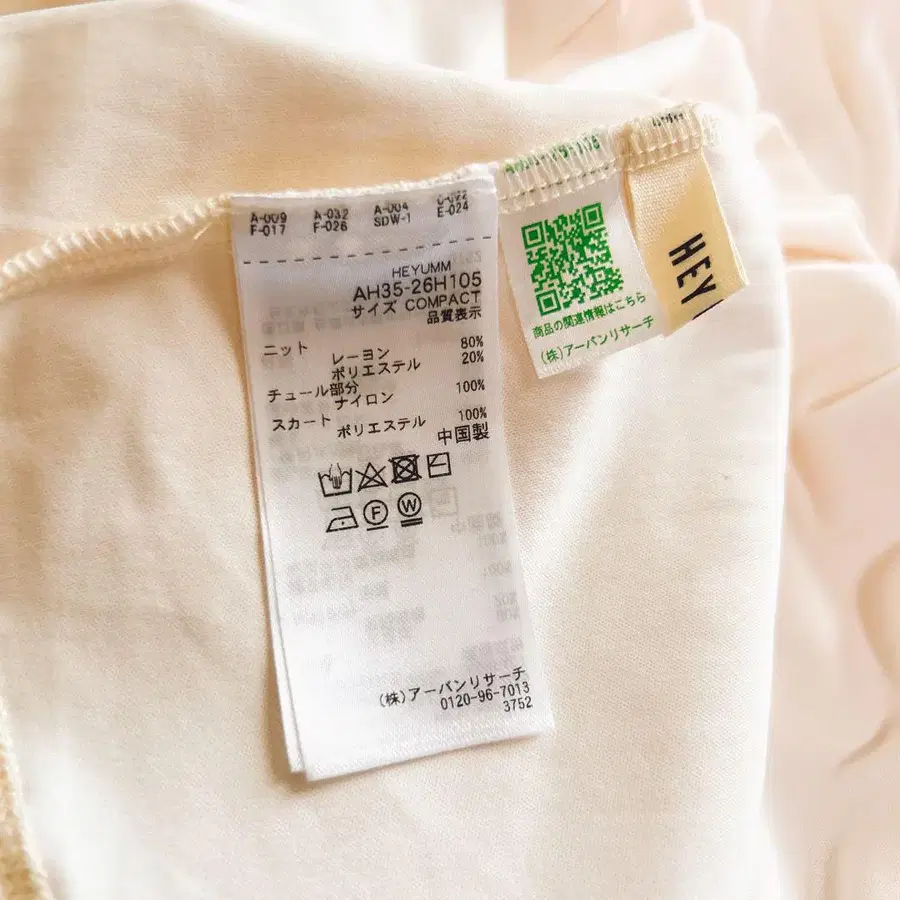 A-009 A-032 A-004 C-092
F-017 F-026 SDW-1 E-024
HEYUMM
AH35-26H105
サイズ COMPACT
品質表示
ニット レーヨン 80%
ポリエステル 20%
チュール部分
ナイロン 100%
スカート ポリエステル 100%
中国製
F W
(株)アーバンリサーチ
0120-96-7013
3752
商品の関連情報はこちら
(株)アーバンリサーチ
HEY